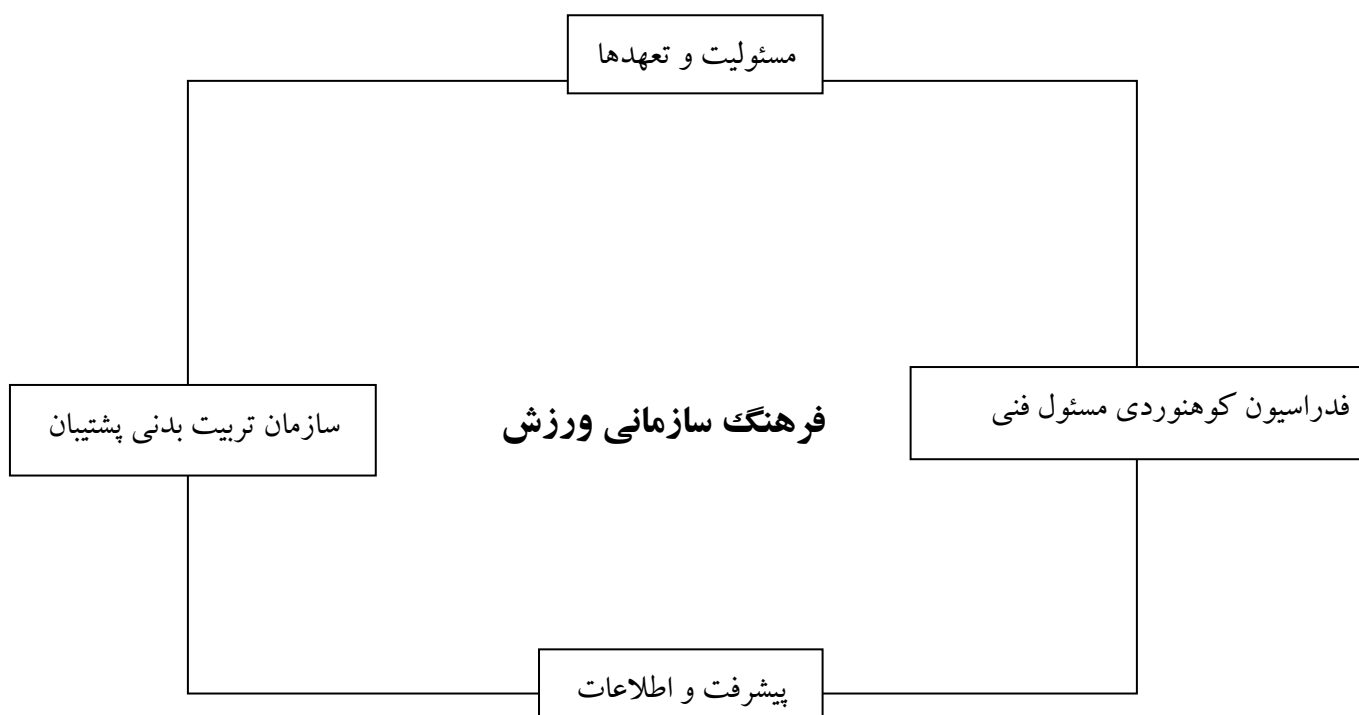 مسئولیت و تعهدها
فدراسیون کوهنوردی مسئول فنی
فرهنگ سازمانی ورزش
سازمان تربیت بدنی پشتیبان
پیشرفت و اطلاعات